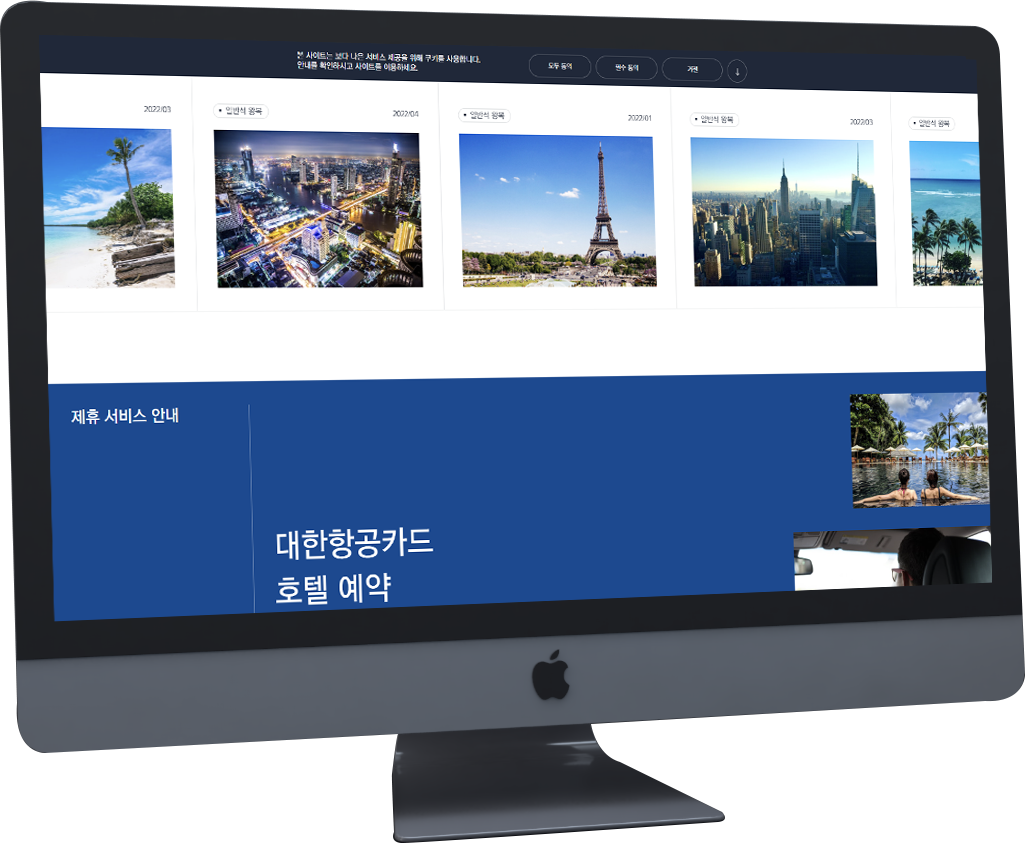 본 사이트는 보다 나은 서비스 제공을 위해 쿠키를 사용합니다.
안내를 확인하시고 사이트를 이용하세요.
모두 동의
필수 동의
거절
2022/03
• 일반석 왕복
2022/04
• 일반석 왕복
2022/01
• 일반석 왕복
2022/03
• 일반석 왕복
제휴 서비스 안내
대한항공카드
호텔 예약